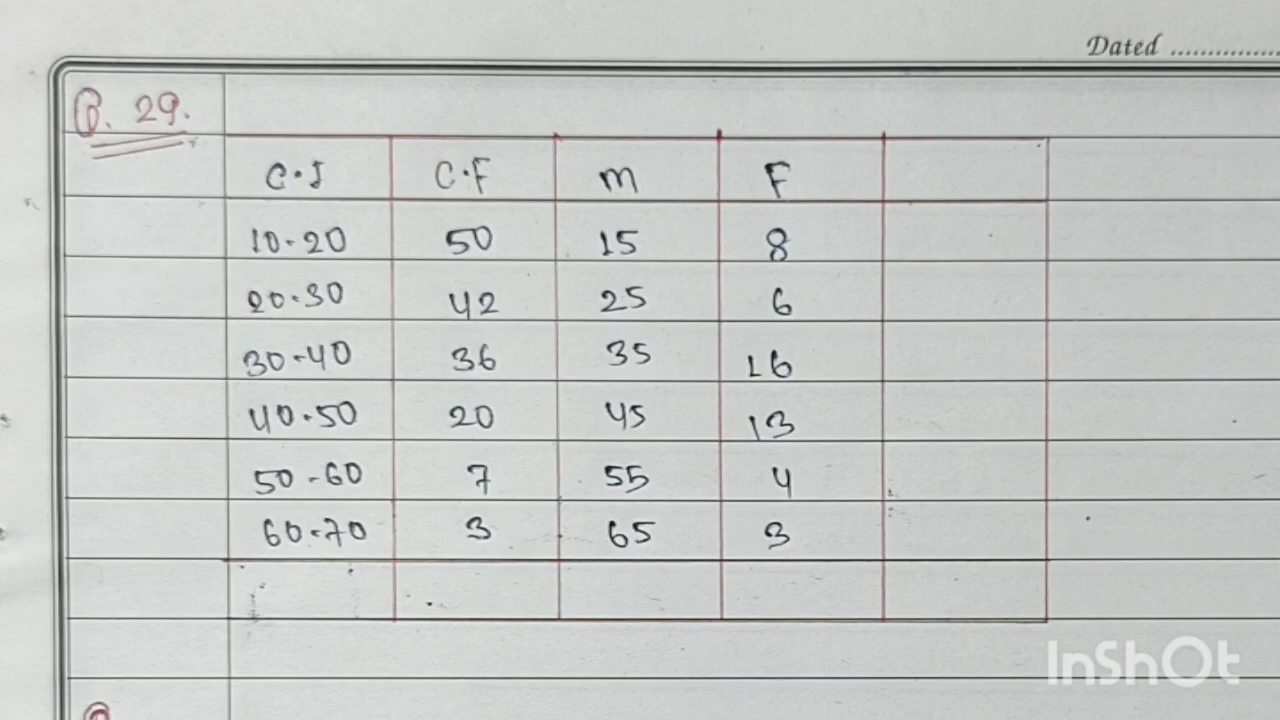 Dated ...............
Q. 29.
C.I C.F m F
10-20 50 15 8
20-30 42 25 6
30-40 36 35 16
40-50 20 45 13
50-60 7 55 4
60-70 3 65 3
InShOt